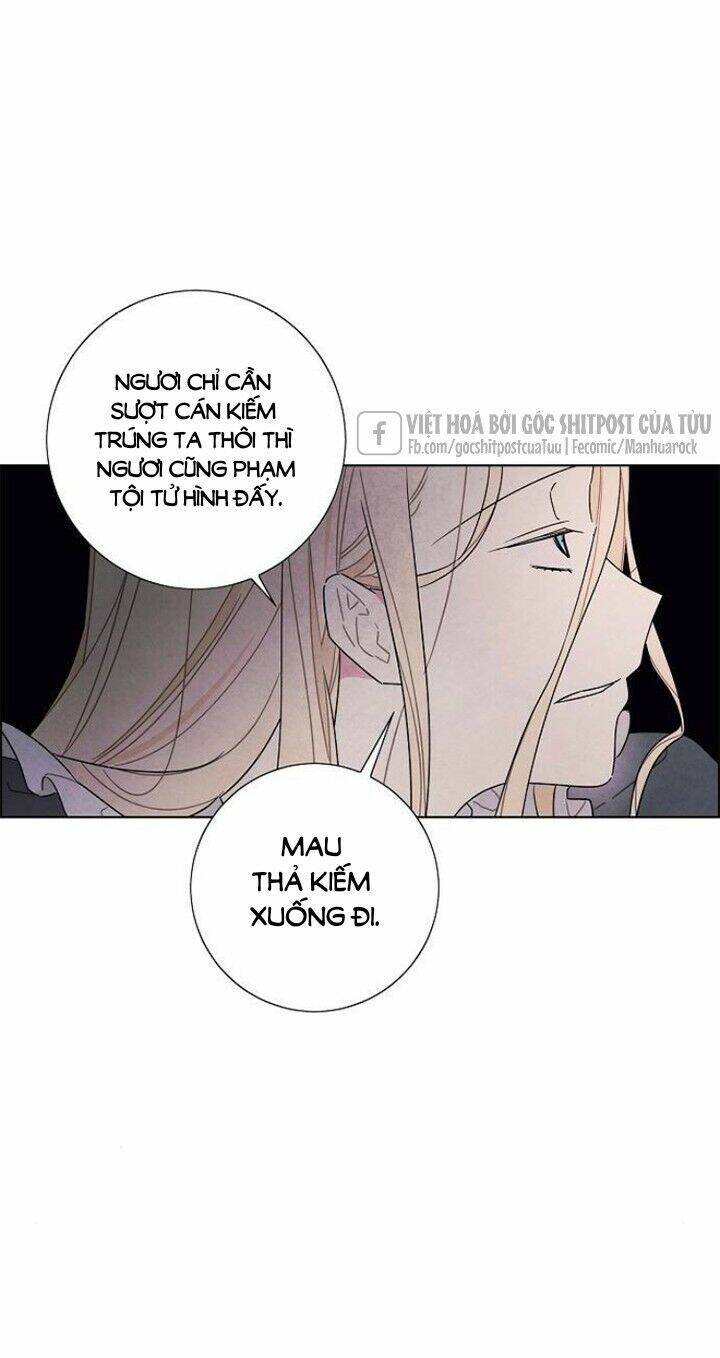 NGƯƠI CHỈ CẦN
SƯỢT CÁN KIẾM
TRÚNG TA THÔI THÌ
NGƯƠI CŨNG PHẠM
TỘI TỬ HÌNH ĐẤY.
f VIỆT HOÁ BỞI GÓC SHITPOST CỦA TỬU
Fb.com/gocshitpostcuaTuu | Fecomic/Manhuarock
MAU
THẢ KIẾM
XUỐNG ĐI.